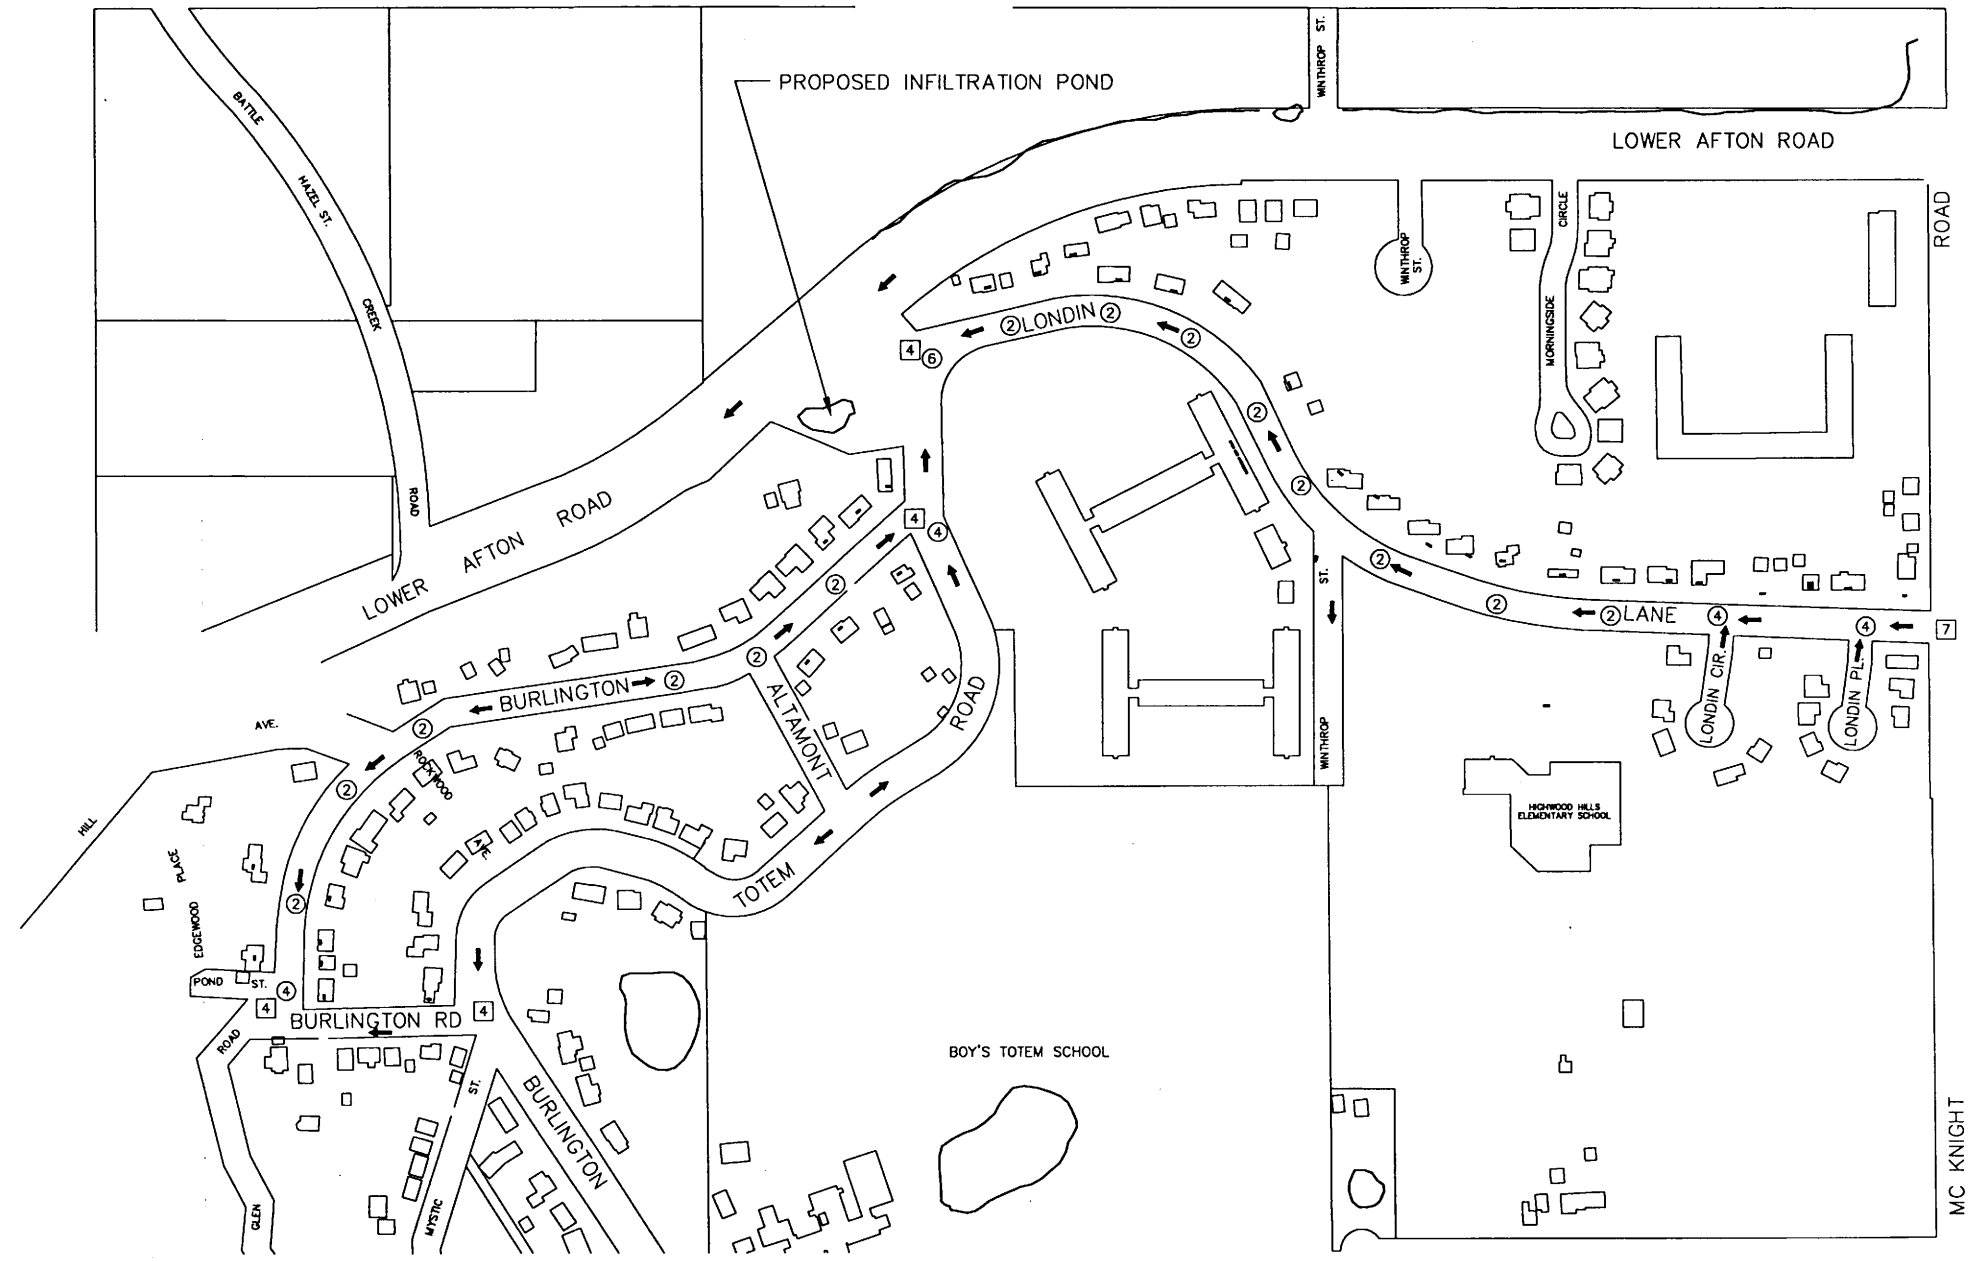 WINTHROP ST.
PROPOSED INFILTRATION POND
BATTLE
LOWER AFTON ROAD
HAZEL ST.
CIRCLE
ROAD
WINTHROP
ST.
CREEK
2 LONDIN 2
2
2
4 6
MORNINGSIDE
2
2
ROAD
ROAD
AFTON
LOWER
4 4
2
2
ST.
2
2 LANE 4
4 7
2
BURLINGTON 2
ALTAMONT
ROAD
LONDIN CIR.
LONDIN PL.
AVE.
2
WINTHROP
ROCKWOOD
2
HILL
AVE.
HIGHWOOD HILLS
ELEMENTARY SCHOOL
PLACE
TOTEM
2
EDGEWOOD
POND ST.
4
4
4
BURLINGTON RD
ROAD
BOY'S TOTEM SCHOOL
ST.
BURLINGTON
MC KNIGHT
GLEN
MYSTIC